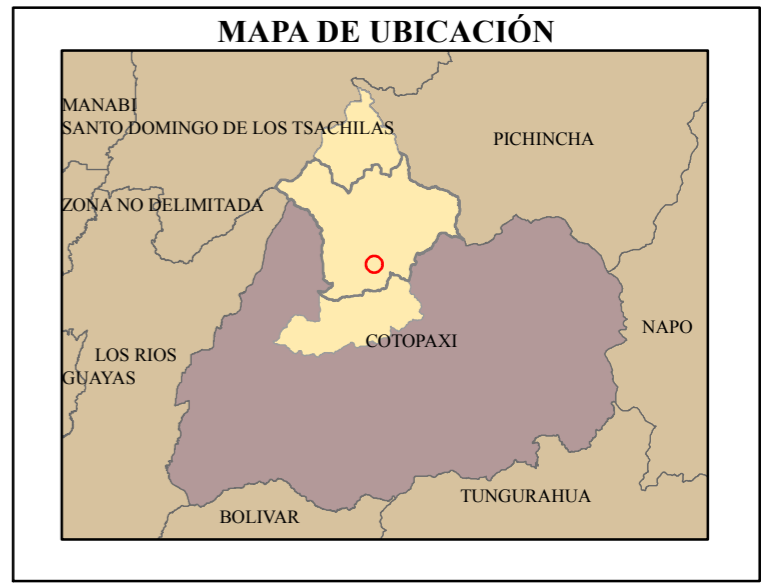 MAPA DE UBICACIÓN
MANABI
SANTO DOMINGO DE LOS TSACHILAS
PICHINCHA
ZONA NO DELIMITADA
NAPO
COTOPAXI
LOS RIOS
GUAYAS
TUNGURAHUA
BOLIVAR